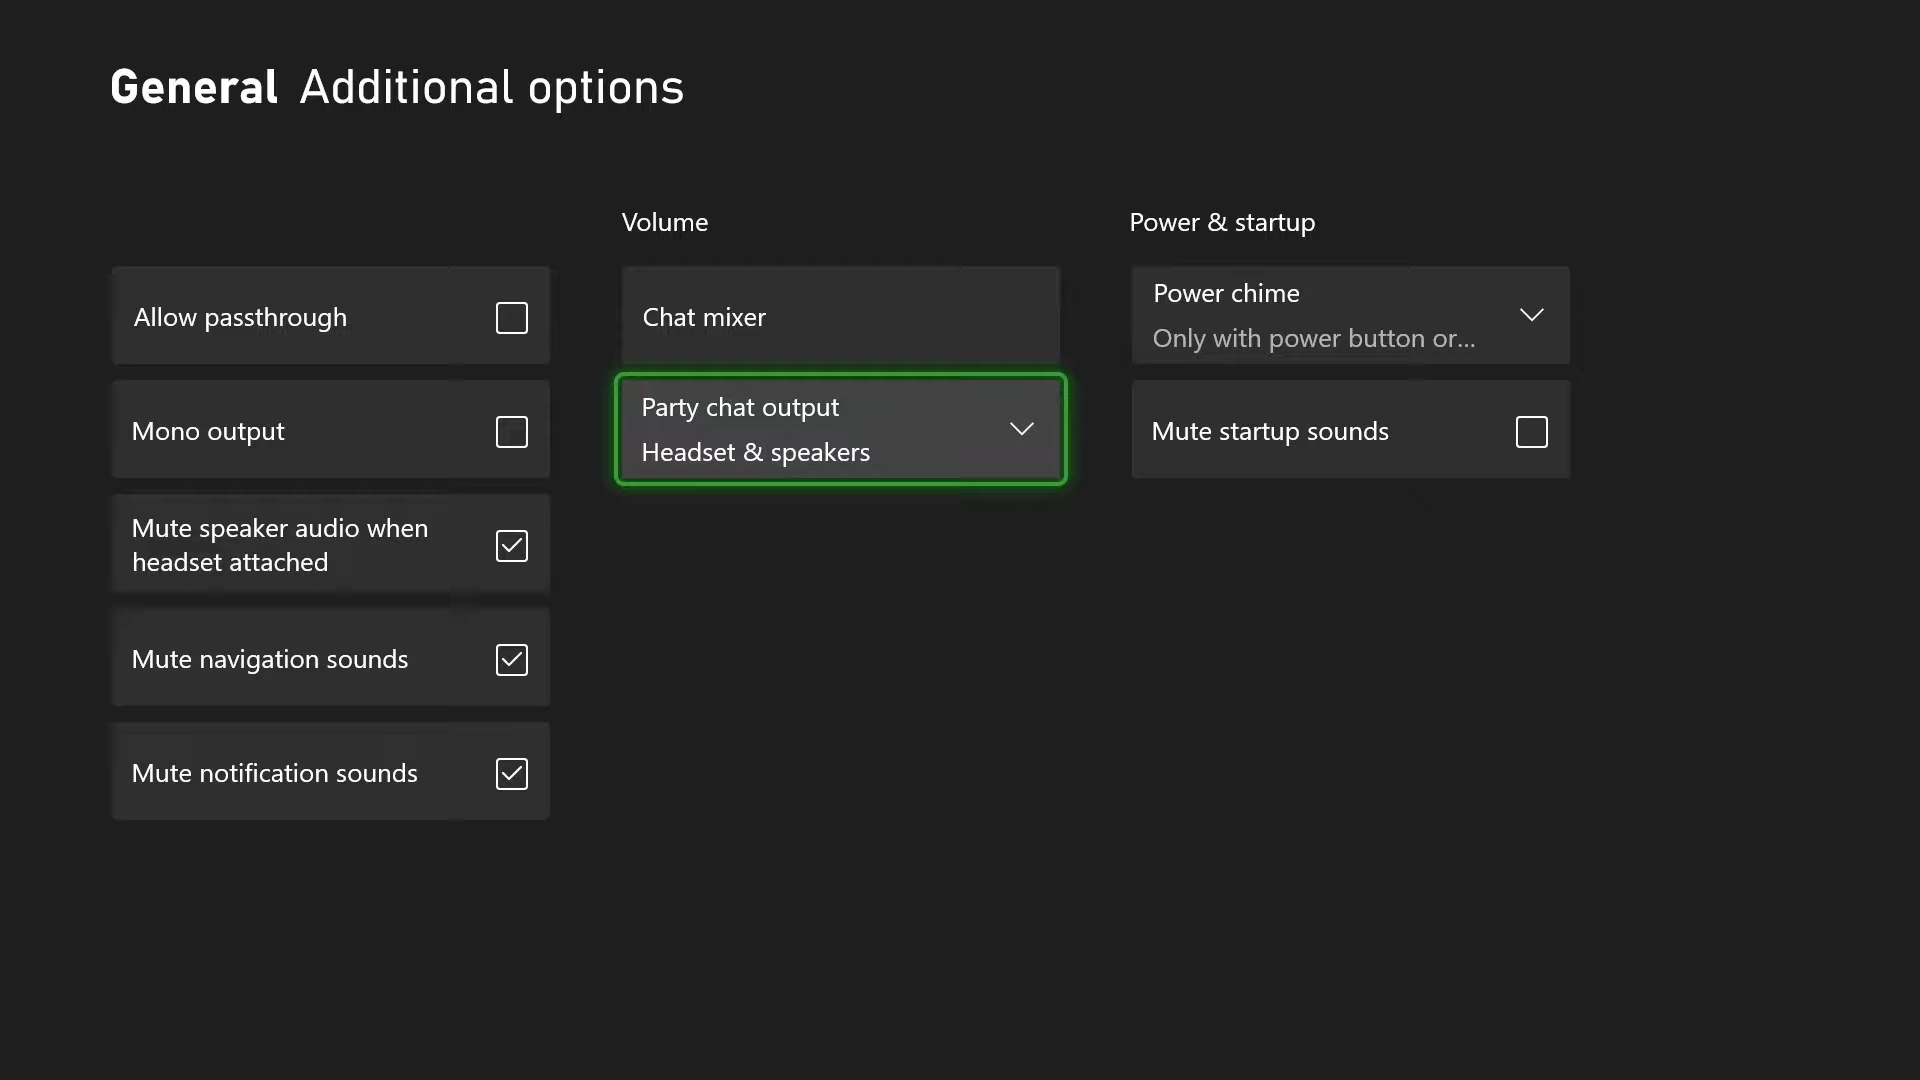 General Additional options
Allow passthrough
Mono output
Mute speaker audio when
headset attached
Mute navigation sounds
Mute notification sounds
Volume
Chat mixer
Party chat output
Headset & speakers
Power & startup
Power chime
Only with power button or...
Mute startup sounds